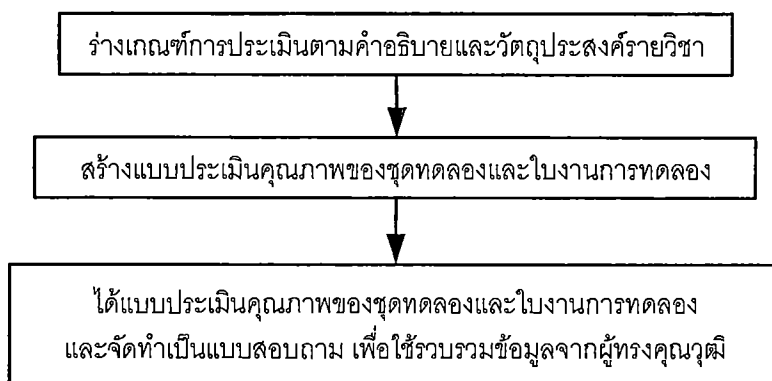 ร่างเกณฑ์การประเมินตามคำอธิบายและวัตถุประสงค์รายวิชา
สร้างแบบประเมินคุณภาพของชุดทดลองและใบงานการทดลอง
ได้แบบประเมินคุณภาพของชุดทดลองและใบงานการทดลอง
และจัดทำเป็นแบบสอบถาม เพื่อใช้รวบรวมข้อมูลจากผู้ทรงคุณวุฒิ